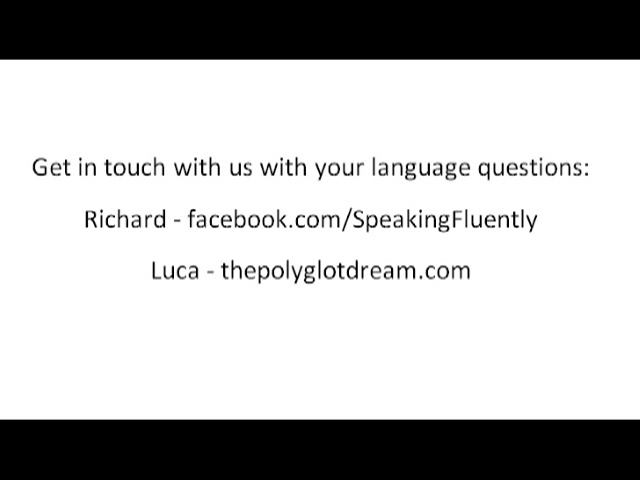 Get in touch with us with your language questions:
Richard - facebook.com/SpeakingFluently
Luca - thepolyglotdream.com